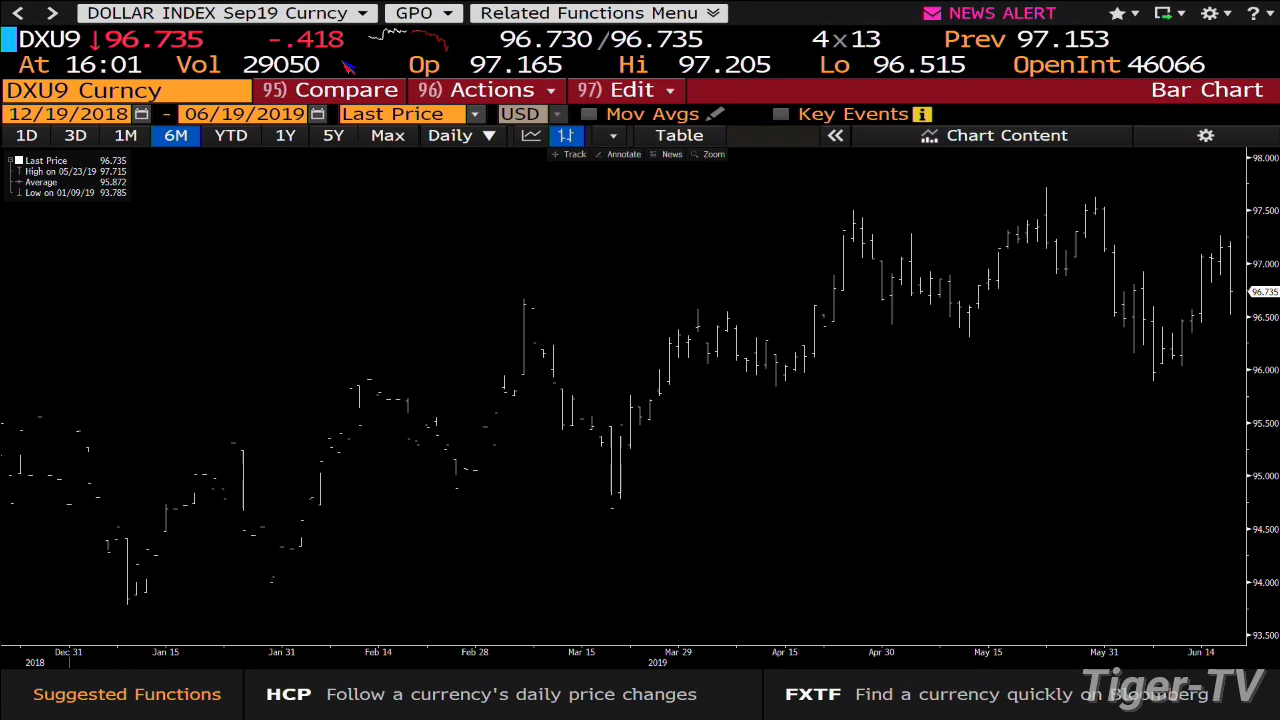 DOLLAR INDEX Sep19 Curncy GPO Related Functions Menu NEWS ALERT ?
DXU9 ↓96.735 -.418 96.730/96.735 4x13 Prev 97.153
At 16:01 Vol 29050 Op 97.165 Hi 97.205 Lo 96.515 OpenInt 46066
DXU9 Curncy 95) Compare 96) Actions 97) Edit Bar Chart
12/19/2018 - 06/19/2019 Last Price USD Mov Avgs Key Events i
1D 3D 1M 6M YTD 1Y 5Y Max Daily ▼ Table « Chart Content
Track Annotate News Zoom
Last Price 96.735
High on 05/23/19 97.715
Average 95.872
Low on 01/09/19 93.785
98.000
97.500
97.000
96.735
96.500
96.000
95.500
95.000
94.500
94.000
93.500
Dec 31 Jan 15 Jan 31 Feb 14 Feb 28 Mar 15 Mar 29 Apr 15 Apr 30 May 15 May 31 Jun 14
2018 2019
Suggested Functions HCP Follow a currency's daily price changes FXTF Find a currency quickly on Bloomberg
Tiger-TV